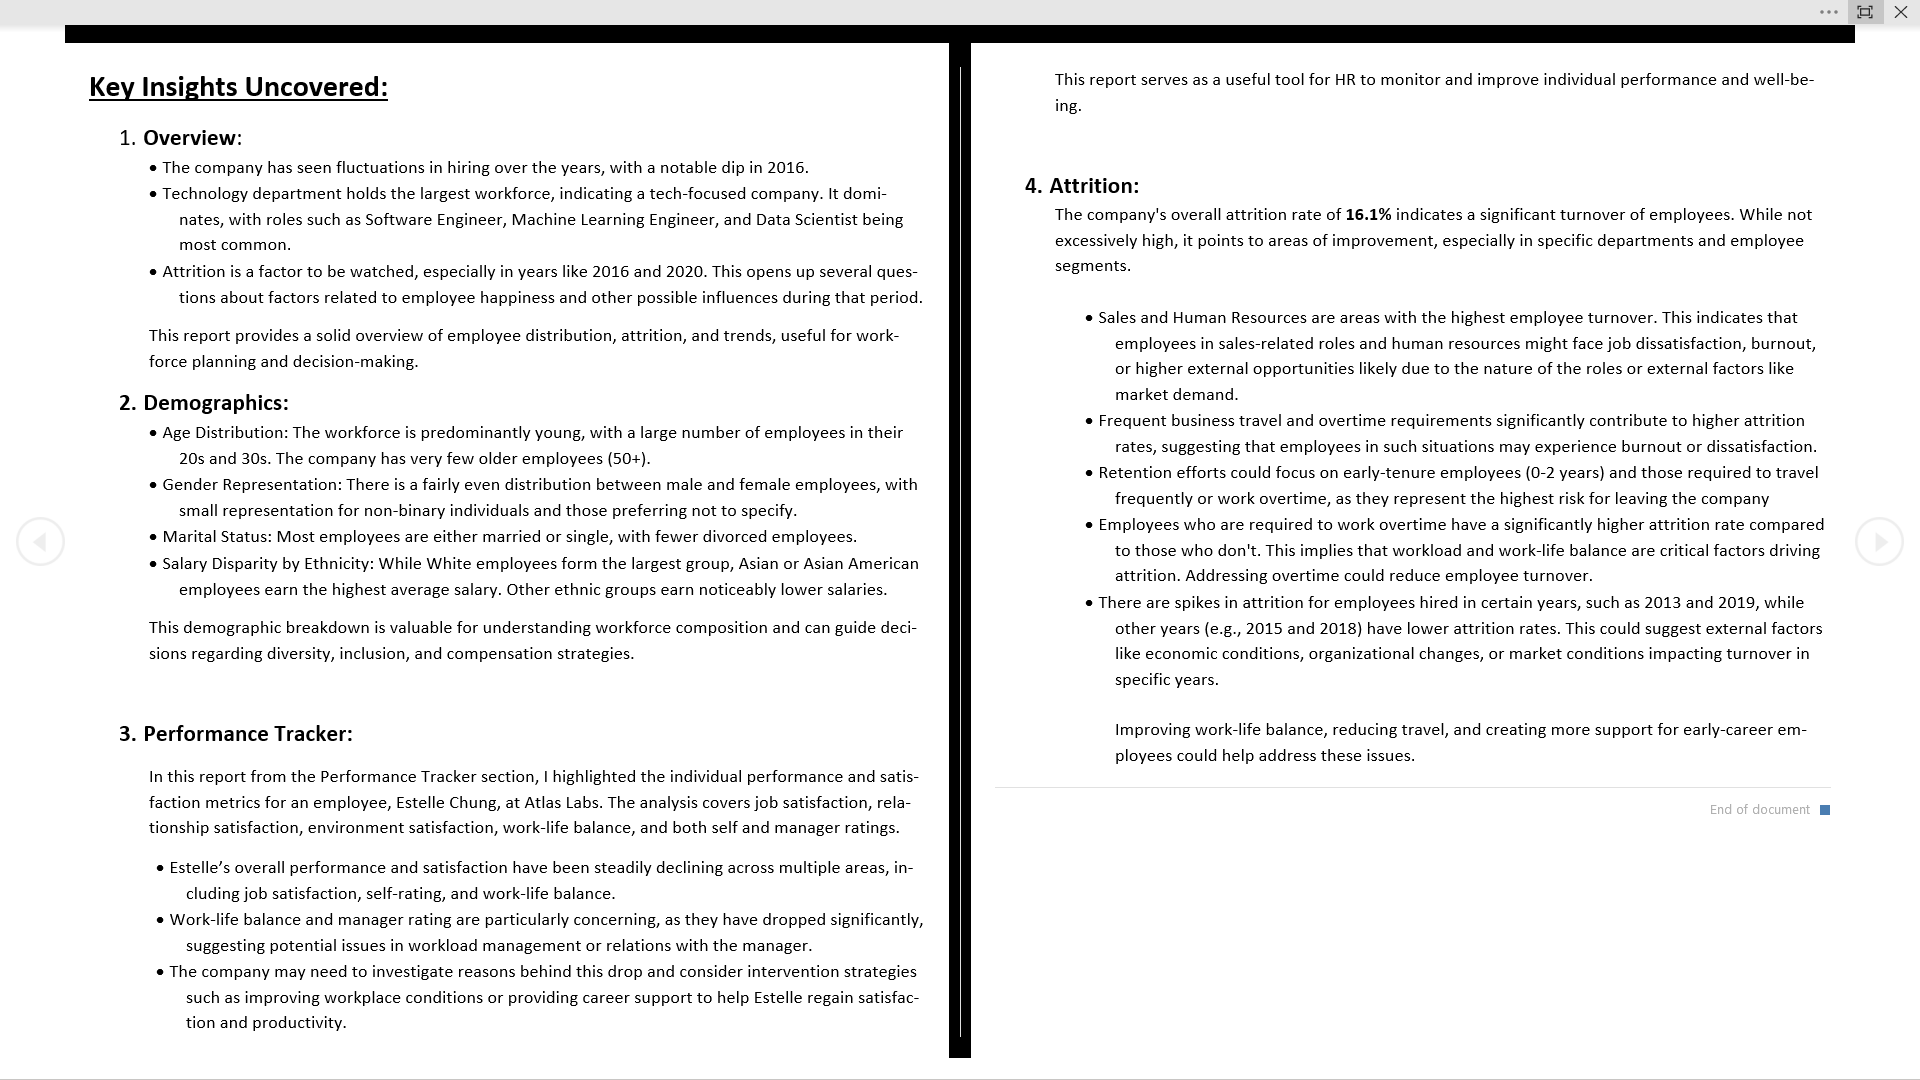 Key Insights Uncovered:
1. Overview:
• The company has seen fluctuations in hiring over the years, with a notable dip in 2016.
• Technology department holds the largest workforce, indicating a tech-focused company. It domi-
nates, with roles such as Software Engineer, Machine Learning Engineer, and Data Scientist being
most common.
• Attrition is a factor to be watched, especially in years like 2016 and 2020. This opens up several ques-
tions about factors related to employee happiness and other possible influences during that period.
This report provides a solid overview of employee distribution, attrition, and trends, useful for work-
force planning and decision-making.
2. Demographics:
• Age Distribution: The workforce is predominantly young, with a large number of employees in their
20s and 30s. The company has very few older employees (50+).
• Gender Representation: There is a fairly even distribution between male and female employees, with
small representation for non-binary individuals and those preferring not to specify.
• Marital Status: Most employees are either married or single, with fewer divorced employees.
• Salary Disparity by Ethnicity: While White employees form the largest group, Asian or Asian American
employees earn the highest average salary. Other ethnic groups earn noticeably lower salaries.
This demographic breakdown is valuable for understanding workforce composition and can guide deci-
sions regarding diversity, inclusion, and compensation strategies.
3. Performance Tracker:
In this report from the Performance Tracker section, I highlighted the individual performance and satis-
faction metrics for an employee, Estelle Chung, at Atlas Labs. The analysis covers job satisfaction, rela-
tionship satisfaction, environment satisfaction, work-life balance, and both self and manager ratings.
• Estelle’s overall performance and satisfaction have been steadily declining across multiple areas, in-
cluding job satisfaction, self-rating, and work-life balance.
• Work-life balance and manager rating are particularly concerning, as they have dropped significantly,
suggesting potential issues in workload management or relations with the manager.
• The company may need to investigate reasons behind this drop and consider intervention strategies
such as improving workplace conditions or providing career support to help Estelle regain satisfac-
tion and productivity.
This report serves as a useful tool for HR to monitor and improve individual performance and well-be-
ing.
4. Attrition:
The company's overall attrition rate of 16.1% indicates a significant turnover of employees. While not
excessively high, it points to areas of improvement, especially in specific departments and employee
segments.
• Sales and Human Resources are areas with the highest employee turnover. This indicates that
employees in sales-related roles and human resources might face job dissatisfaction, burnout,
or higher external opportunities likely due to the nature of the roles or external factors like
market demand.
• Frequent business travel and overtime requirements significantly contribute to higher attrition
rates, suggesting that employees in such situations may experience burnout or dissatisfaction.
• Retention efforts could focus on early-tenure employees (0-2 years) and those required to travel
frequently or work overtime, as they represent the highest risk for leaving the company
• Employees who are required to work overtime have a significantly higher attrition rate compared
to those who don't. This implies that workload and work-life balance are critical factors driving
attrition. Addressing overtime could reduce employee turnover.
• There are spikes in attrition for employees hired in certain years, such as 2013 and 2019, while
other years (e.g., 2015 and 2018) have lower attrition rates. This could suggest external factors
like economic conditions, organizational changes, or market conditions impacting turnover in
specific years.
Improving work-life balance, reducing travel, and creating more support for early-career em-
ployees could help address these issues.
End of document